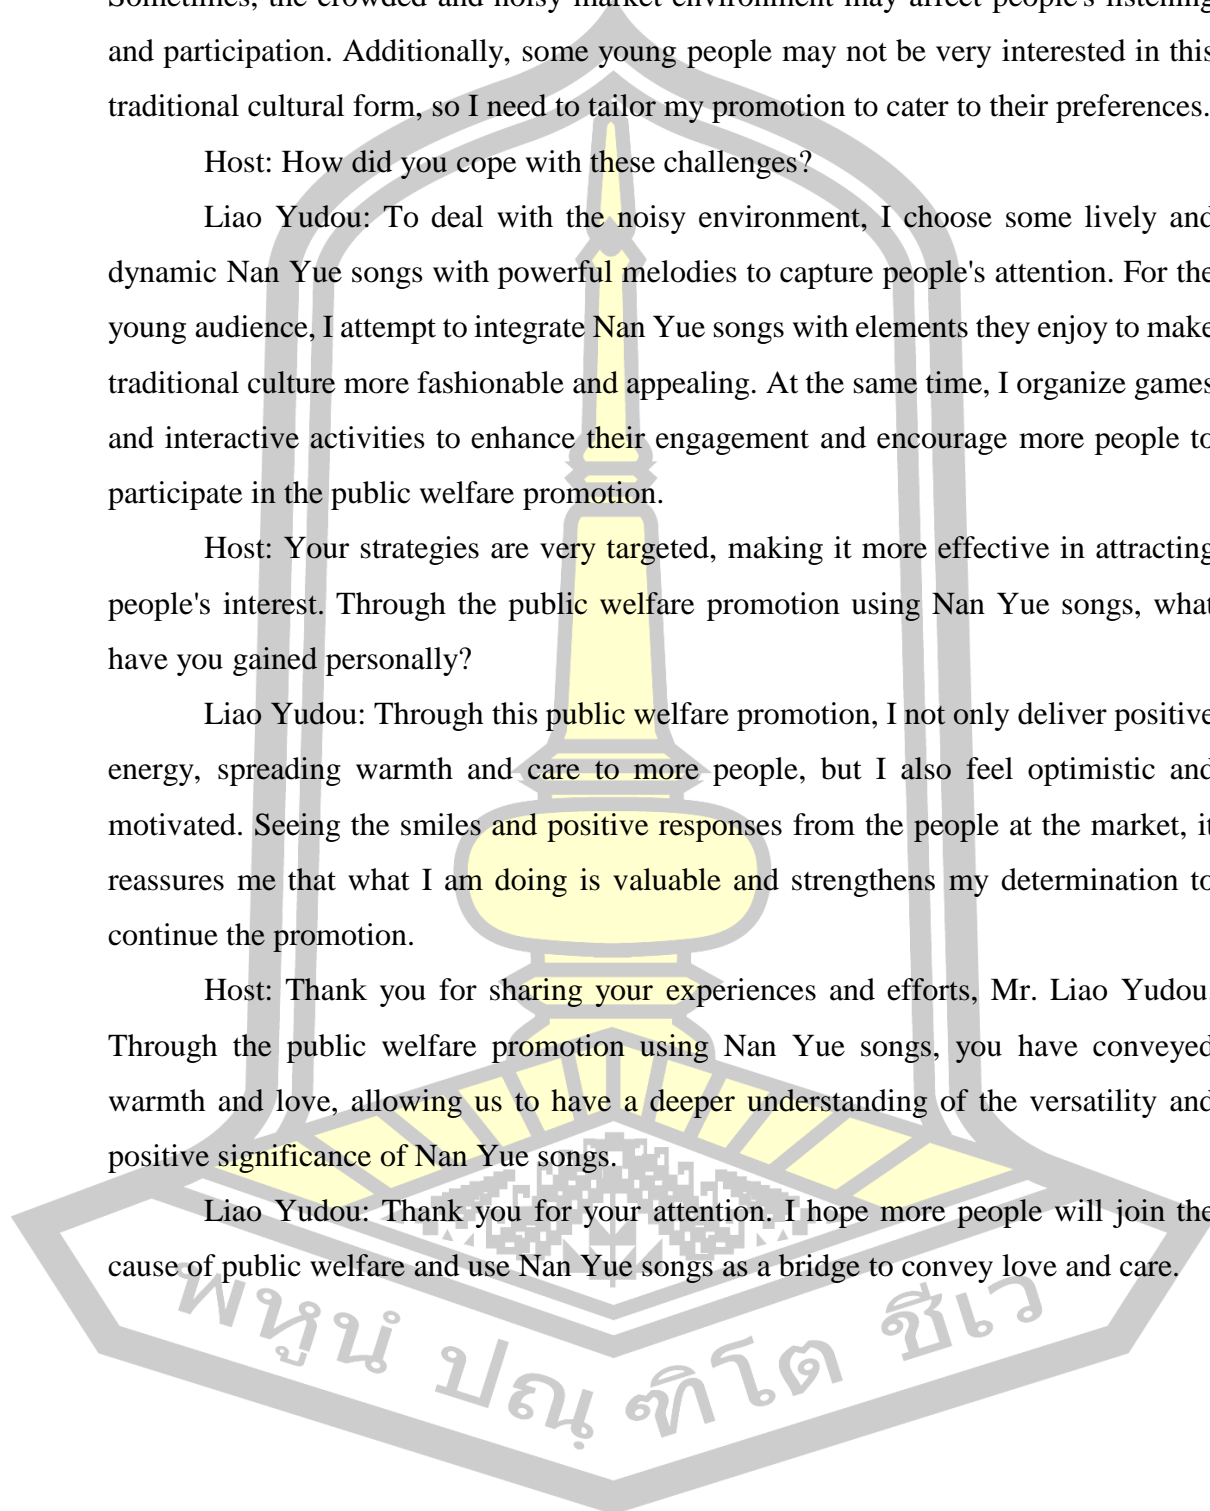 Sometimes, the crowded and noisy market environment may affect people's listening
and participation. Additionally, some young people may not be very interested in this
traditional cultural form, so I need to tailor my promotion to cater to their preferences.
Host: How did you cope with these challenges?
Liao Yudou: To deal with the noisy environment, I choose some lively and
dynamic Nan Yue songs with powerful melodies to capture people's attention. For the
young audience, I attempt to integrate Nan Yue songs with elements they enjoy to make
traditional culture more fashionable and appealing. At the same time, I organize games
and interactive activities to enhance their engagement and encourage more people to
participate in the public welfare promotion.
Host: Your strategies are very targeted, making it more effective in attracting
people's interest. Through the public welfare promotion using Nan Yue songs, what
have you gained personally?
Liao Yudou: Through this public welfare promotion, I not only deliver positive
energy, spreading warmth and care to more people, but I also feel optimistic and
motivated. Seeing the smiles and positive responses from the people at the market, it
reassures me that what I am doing is valuable and strengthens my determination to
continue the promotion.
Host: Thank you for sharing your experiences and efforts, Mr. Liao Yudou.
Through the public welfare promotion using Nan Yue songs, you have conveyed
warmth and love, allowing us to have a deeper understanding of the versatility and
positive significance of Nan Yue songs.
Liao Yudou: Thank you for your attention. I hope more people will join the
cause of public welfare and use Nan Yue songs as a bridge to convey love and care.
พหูนํ ปณฺฑิโต ชีเว